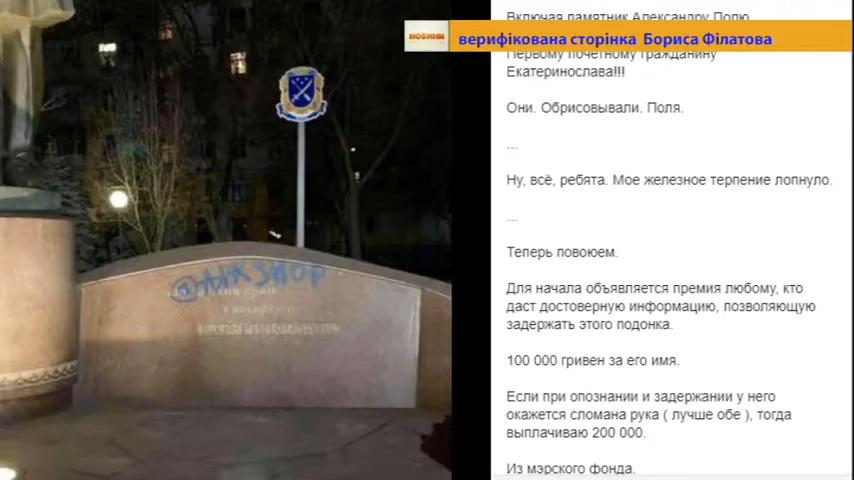 НОВИНИ
верифікована сторінка Бориса Філатова
Включая памятник Александру Полю
Первому почетному гражданину
Екатеринослава!!!
Они. Обрисовывали. Поля.
...
Ну, всё, ребята. Мое железное терпение лопнуло.
...
Теперь повоюем.
Для начала объявляется премия любому, кто
даст достоверную информацию, позволяющую
задержать этого подонка.
100 000 гривен за его имя.
Если при опознании и задержании у него
окажется сломана рука ( лучше обе ), тогда
выплачиваю 200 000.
Из мэрского фонда.